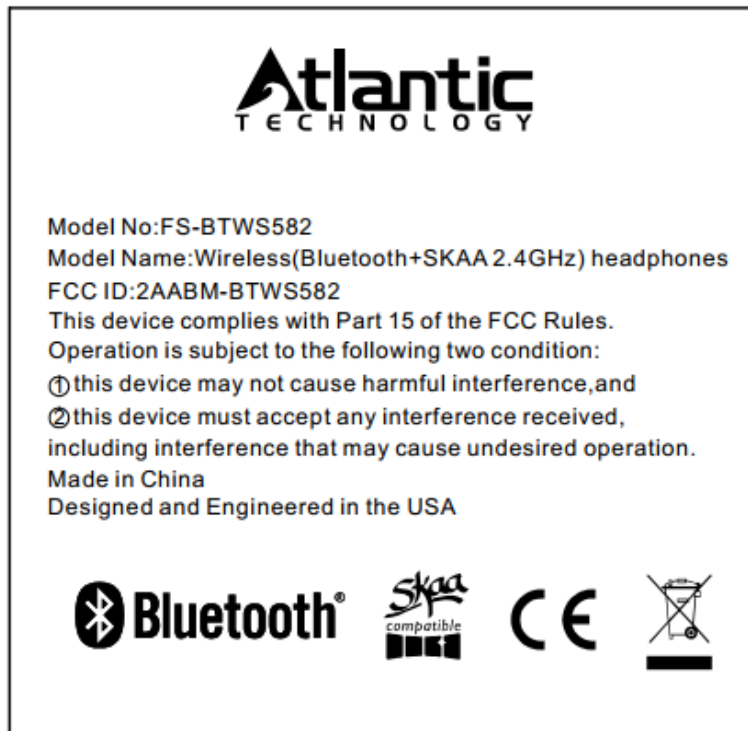 Atlantic
TECHNOLOGY
Model No:FS-BTWS582
Model Name:Wireless(Bluetooth+SKAA 2.4GHz) headphones
FCC ID:2AABM-BTWS582
This device complies with Part 15 of the FCC Rules.
Operation is subject to the following two condition:
①this device may not cause harmful interference,and
②this device must accept any interference received,
including interference that may cause undesired operation.
Made in China
Designed and Engineered in the USA
Bluetooth®
Skaa
compatible
CE